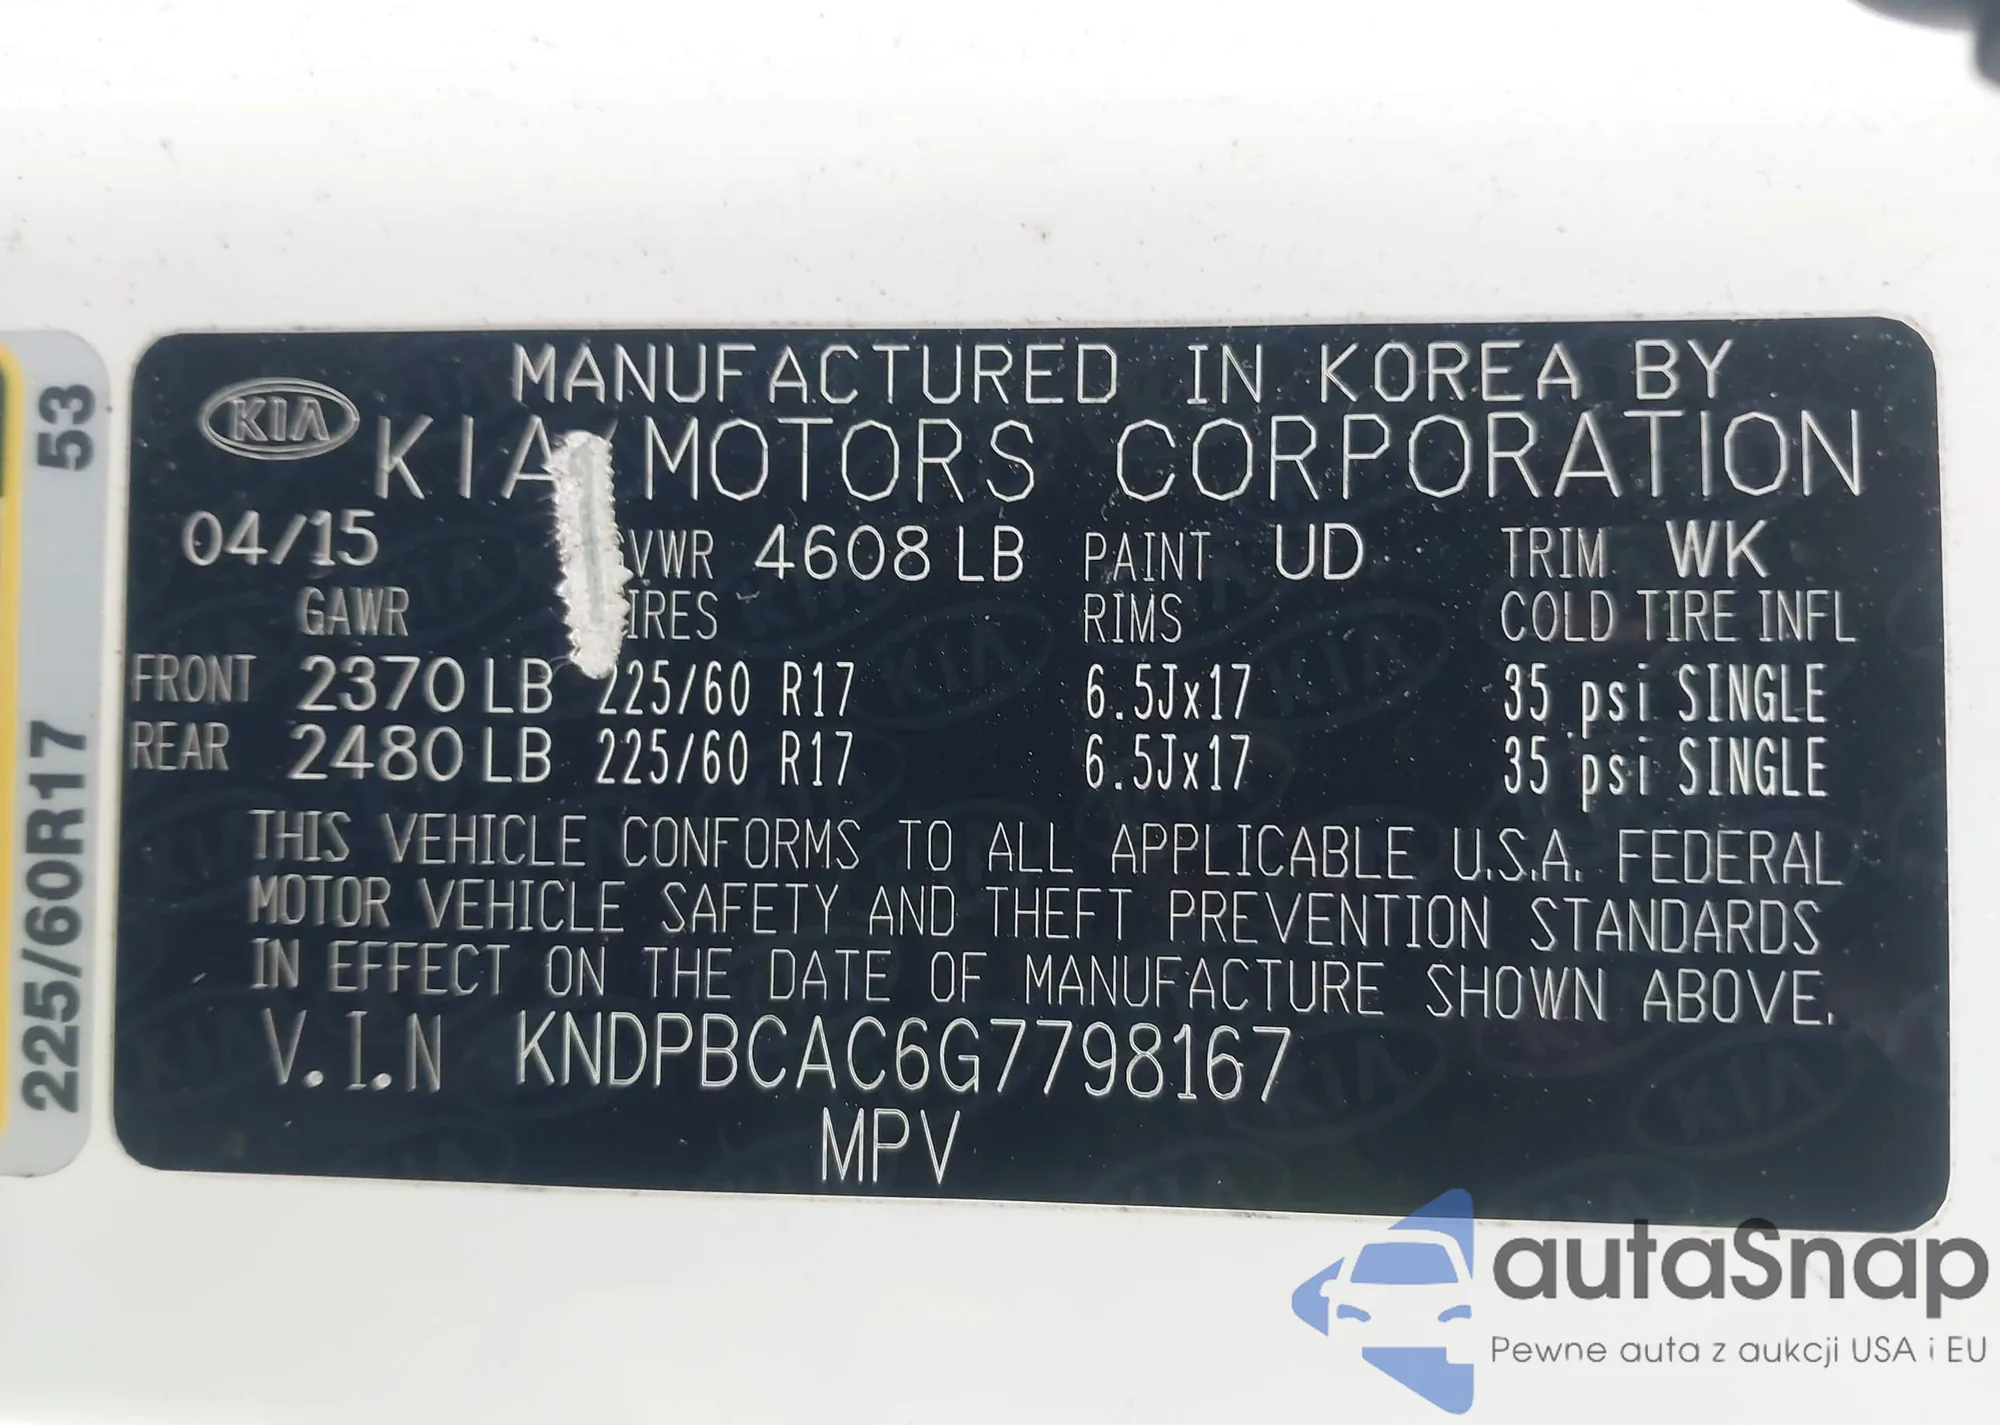 MANUFACTURED IN KOREA BY
KIA
KIA MOTORS CORPORATION
04/15 VWR 4608 LB PAINT UD TRIM WK
GAWR IRES RIMS COLD TIRE INFL
FRONT 2370 LB 225/60 R17 6.5Jx17 35 psi SINGLE
REAR 2480 LB 225/60 R17 6.5Jx17 35 psi SINGLE
THIS VEHICLE CONFORMS TO ALL APPLICABLE U.S.A. FEDERAL
MOTOR VEHICLE SAFETY AND THEFT PREVENTION STANDARDS
IN EFFECT ON THE DATE OF MANUFACTURE SHOWN ABOVE.
V.I.N KNDPBCAC6G7798167
MPV
225/60R17 53
autaSnap
Pewne auta z aukcji USA i EU